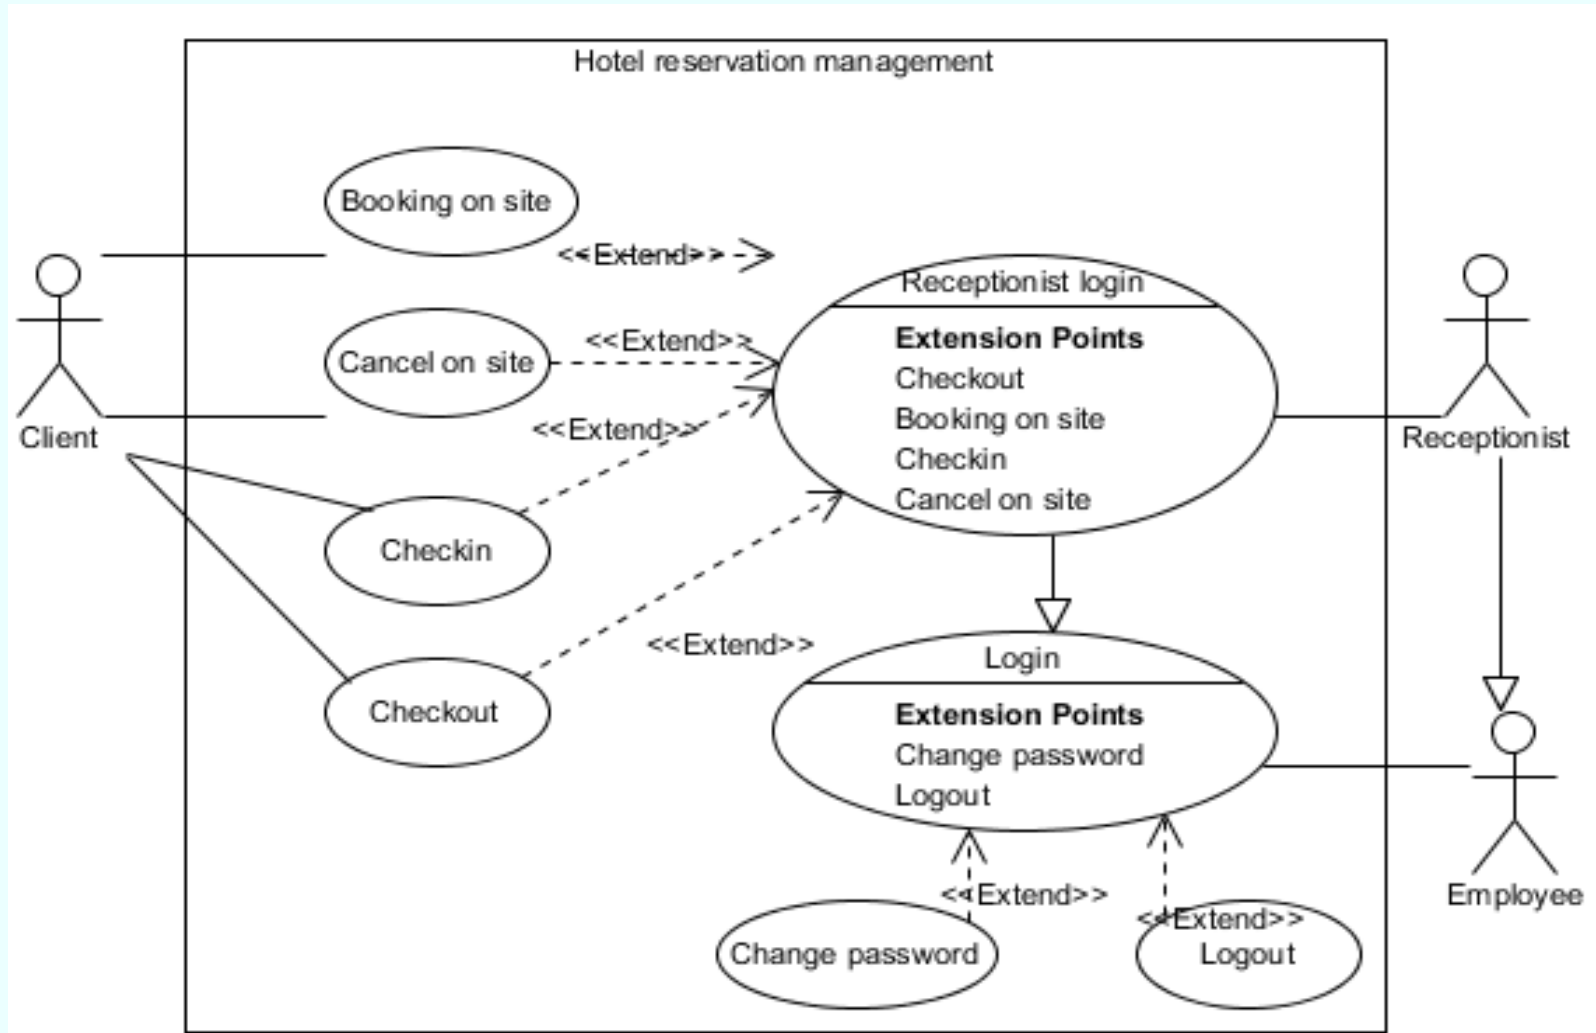 Hotel reservation management
Booking on site
<<Extend>>
Receptionist login
<<Extend>>
Extension Points
Cancel on site
Checkout
Booking on site
<<Extend>>
Client
Receptionist
Checkin
Cancel on site
Checkin
<<Extend>>
Login
Checkout
Extension Points
Change password
Logout
<<Extend>>
Employee
<<Extend>>
Change password
Logout